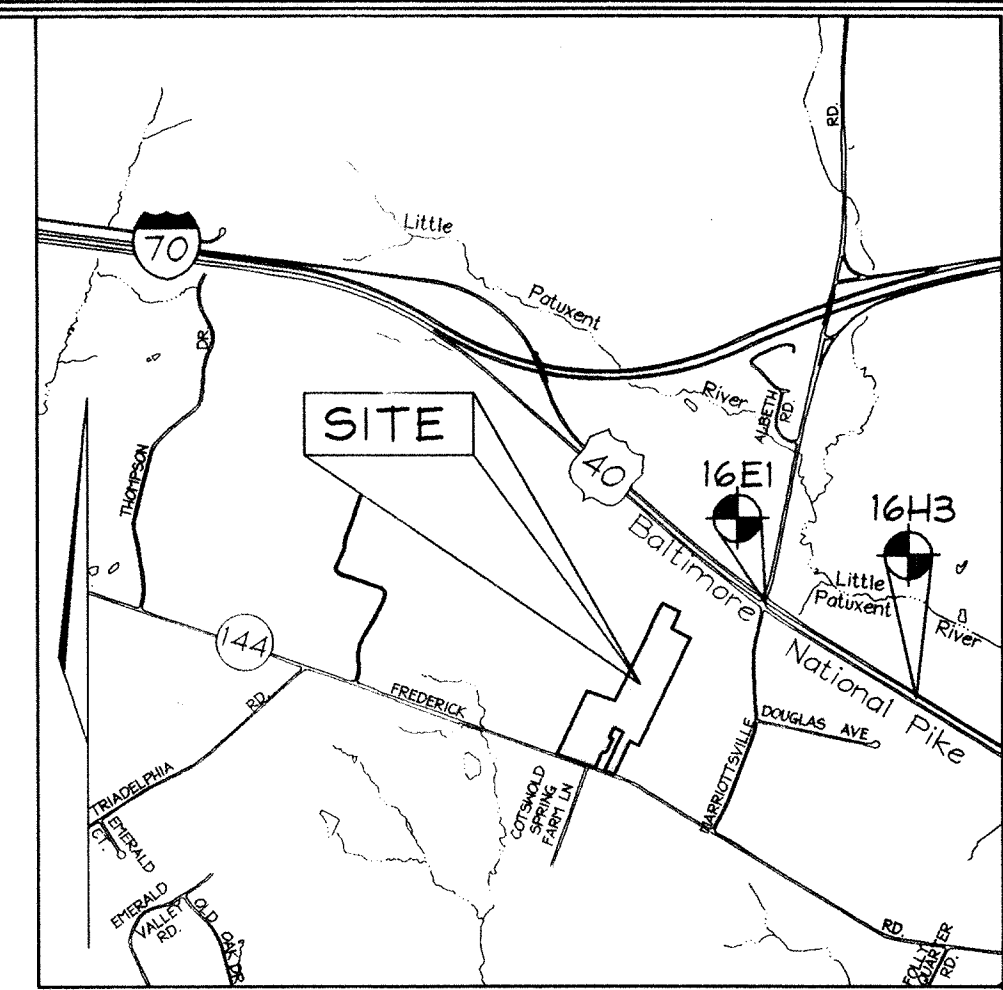 RD.
70
Little
Patuxent
River
DR.
THOMPSON
SITE
ALBETH
RD.
40
16E1
16H3
Baltimore
National Pike
Little
Patuxent
River
144
FREDERICK
RD.
TRIADELPHIA
RD.
EMERALD
CT.
EMERALD
VALLEY
RD.
OLD OAK DR
COTSWOLD
SPRING
FARM LN
MARRIOTTSVILLE
DOUGLAS AVE
FOLLY
QUARTER
RD.